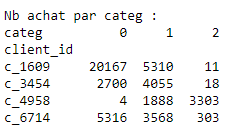 Nb achat par categ :
categ 0 1 2
client_id
c_1609 20167 5310 11
c_3454 2700 4055 18
c_4958 4 1888 3303
c_6714 5316 3568 303